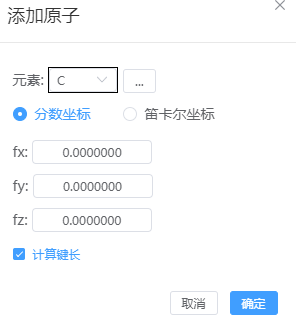 添加原子
元素: C ...
分数坐标 笛卡尔坐标
fx: 0.0000000
fy: 0.0000000
fz: 0.0000000
计算键长
取消 确定